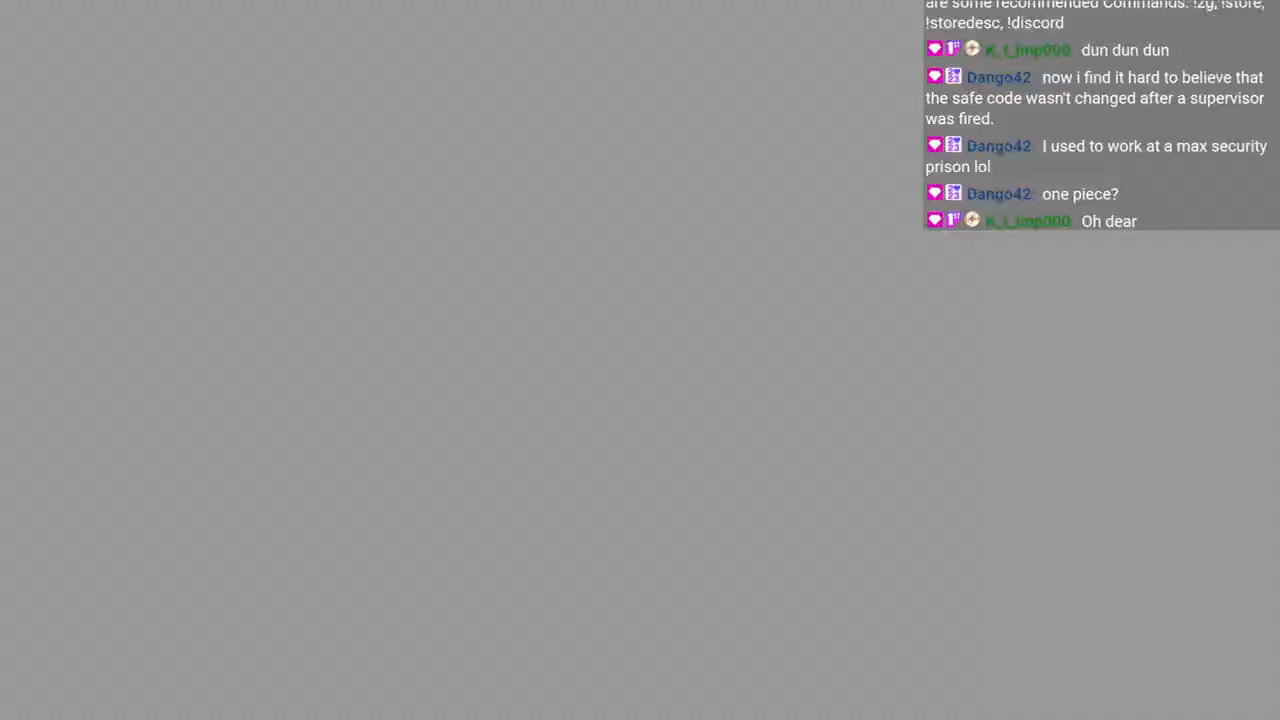 are some recommended Commands: !zg, !store,
!storedesc, !discord
K_t_imp000: dun dun dun
Dango42: now i find it hard to believe that
the safe code wasn't changed after a supervisor
was fired.
Dango42: I used to work at a max security
prison lol
Dango42: one piece?
K_t_imp000: Oh dear